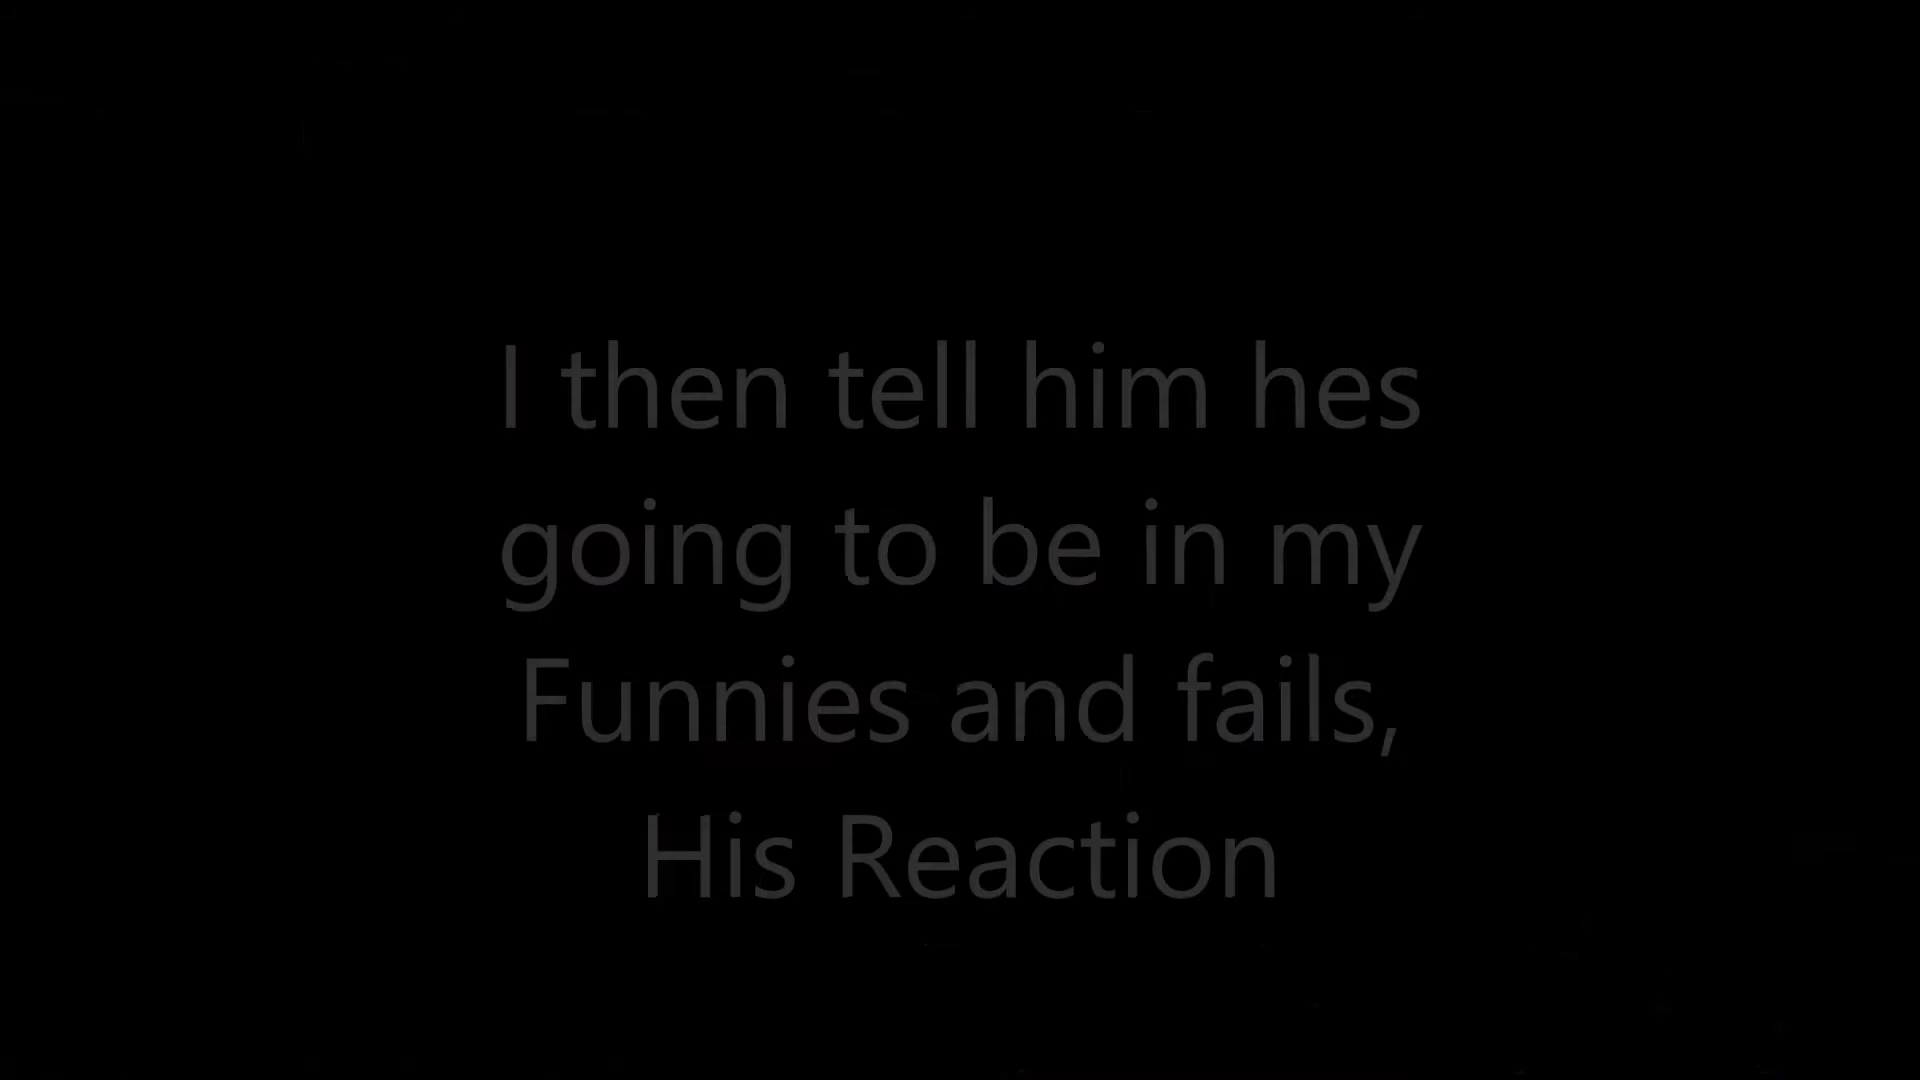 I then tell him hes
going to be in my
Funnies and fails,
His Reaction